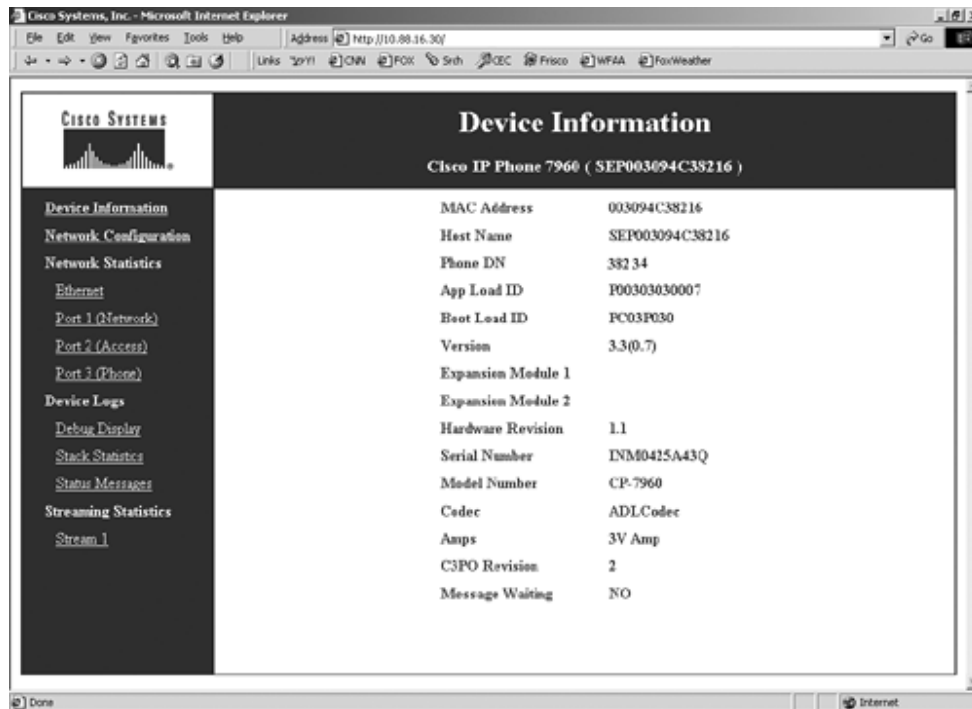 Cisco Systems, Inc. - Microsoft Internet Explorer
File Edit View Favorites Tools Help Address http://10.88.16.30/ Go
Links CNN FOX Srch CEC Frisco WFAA FoxWeather
CISCO SYSTEMS
Device Information
Cisco IP Phone 7960 ( SEP003094C38216 )
Device Information
Network Configuration
Network Statistics
Ethernet
Port 1 (Network)
Port 2 (Access)
Port 3 (Phone)
Device Logs
Debug Display
Stack Statistics
Status Messages
Streaming Statistics
Stream 1
MAC Address 003094C38216
Host Name SEP003094C38216
Phone DN 38234
App Load ID P00303030007
Boot Load ID PC03P030
Version 3.3(0.7)
Expansion Module 1
Expansion Module 2
Hardware Revision 1.1
Serial Number INM0425A43Q
Model Number CP-7960
Codec ADLCodec
Amps 3V Amp
C3PO Revision 2
Message Waiting NO
Done Internet